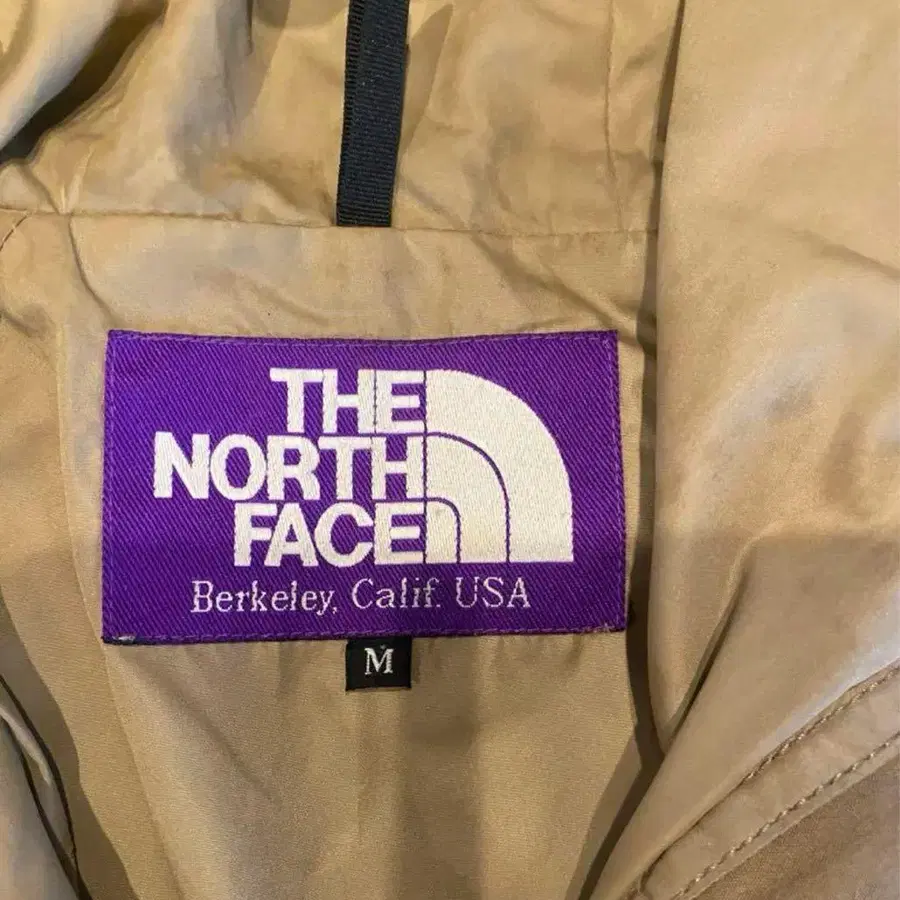 THE
NORTH
FACE
Berkeley, Calif. USA
M